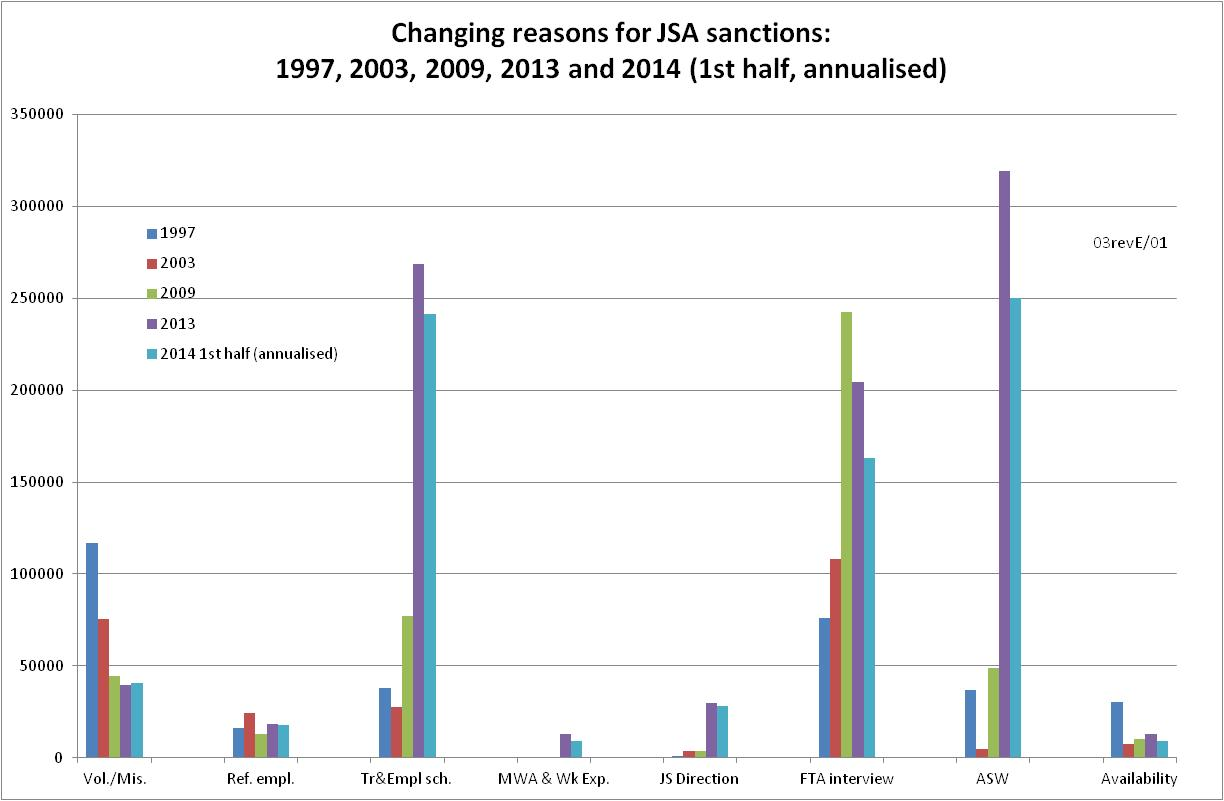 Changing reasons for JSA sanctions:
1997, 2003, 2009, 2013 and 2014 (1st half, annualised)
350000
300000
250000
200000
150000
100000
50000
0
1997
2003
2009
2013
2014 1st half (annualised)
03revE/01
Vol./Mis.
Ref. empl.
Tr&Empl sch.
MWA & Wk Exp.
JS Direction
FTA interview
ASW
Availability